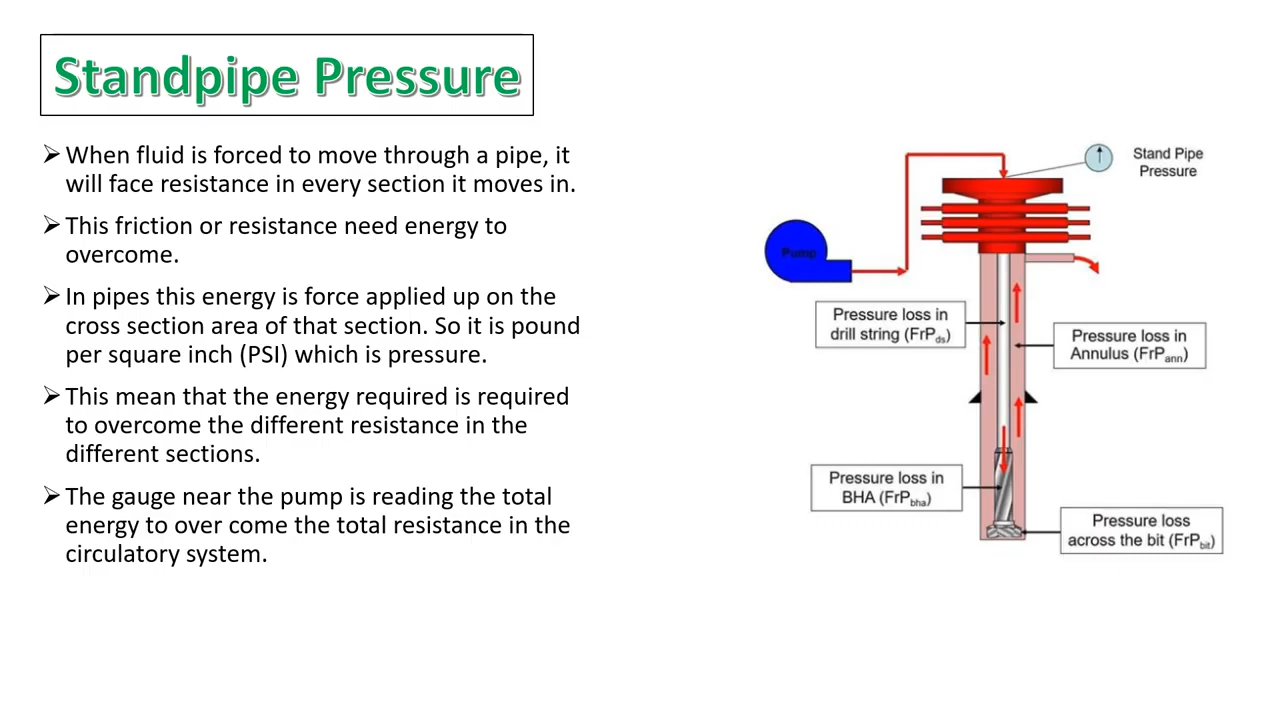 Standpipe Pressure
➢ When fluid is forced to move through a pipe, it
will face resistance in every section it moves in.
➢ This friction or resistance need energy to
overcome.
➢ In pipes this energy is force applied up on the
cross section area of that section. So it is pound
per square inch (PSI) which is pressure.
➢ This mean that the energy required is required
to overcome the different resistance in the
different sections.
➢ The gauge near the pump is reading the total
energy to over come the total resistance in the
circulatory system.
Stand Pipe
Pressure
Pump
Pressure loss in
drill string (FrPds)
Pressure loss in
Annulus (FrPann)
Pressure loss in
BHA (FrPbha)
Pressure loss
across the bit (FrPbit)